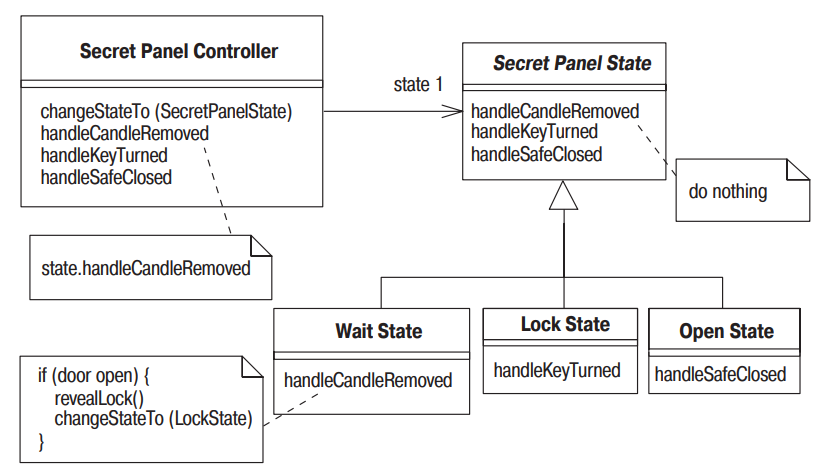 Secret Panel Controller
changeStateTo (SecretPanelState)
handleCandleRemoved
handleKeyTurned
handleSafeClosed
state 1
Secret Panel State
handleCandleRemoved
handleKeyTurned
handleSafeClosed
do nothing
state.handleCandleRemoved
Wait State
handleCandleRemoved
Lock State
handleKeyTurned
Open State
handleSafeClosed
if (door open) {
revealLock()
changeStateTo (LockState)
}